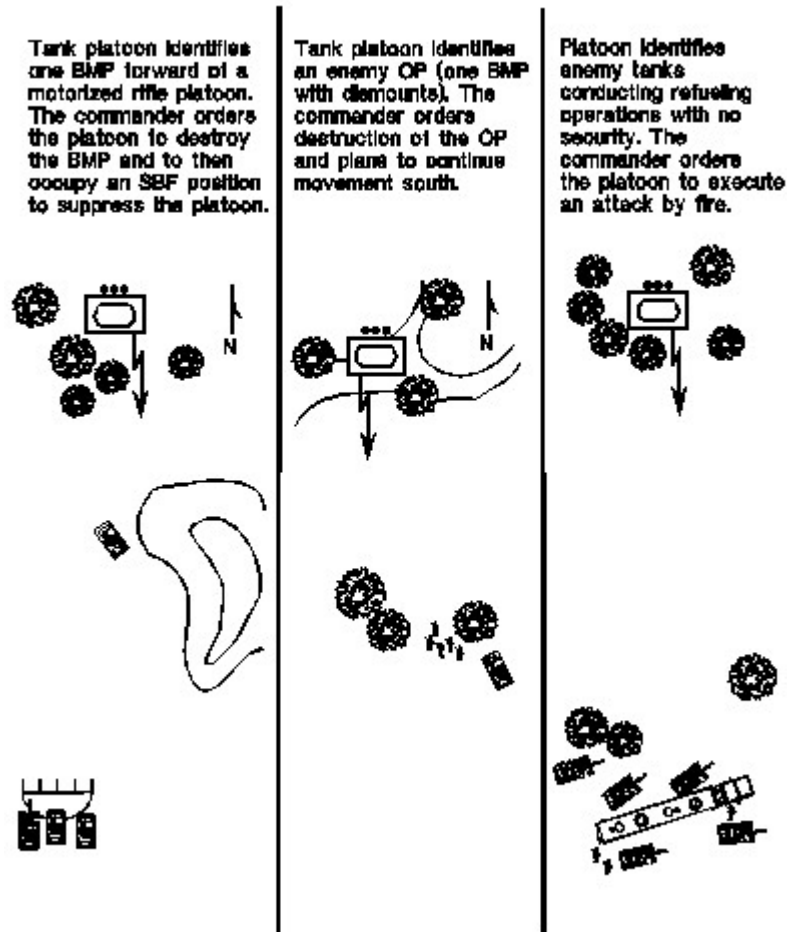 Tank platoon identifies
one BMP forward of a
motorized rifle platoon.
The commander orders
the platoon to destroy
the BMP and to then
occupy an SBF position
to suppress the platoon.
Tank platoon identifies
an enemy OP (one BMP
with dismounts). The
commander orders
destruction of the OP
and plans to continue
movement south.
Platoon identifies
enemy tanks
conducting refueling
operations with no
security. The
commander orders
the platoon to execute
an attack by fire.
N
N